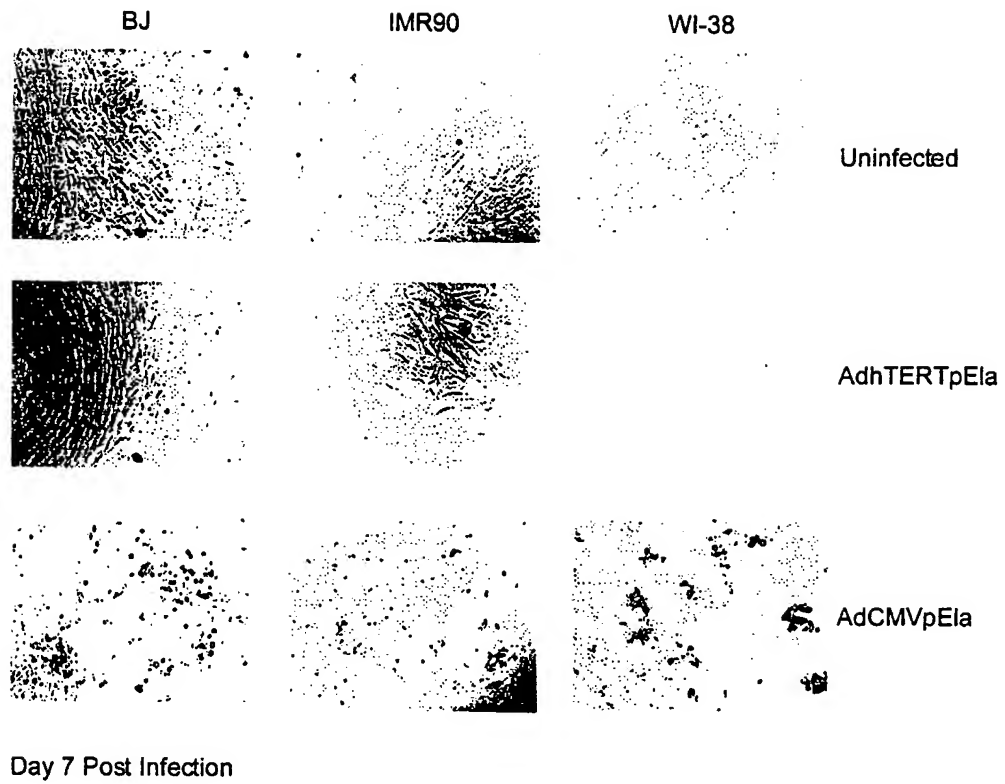 BJ IMR90 WI-38
Uninfected
AdhTERTpEla
AdCMVpEla
Day 7 Post Infection